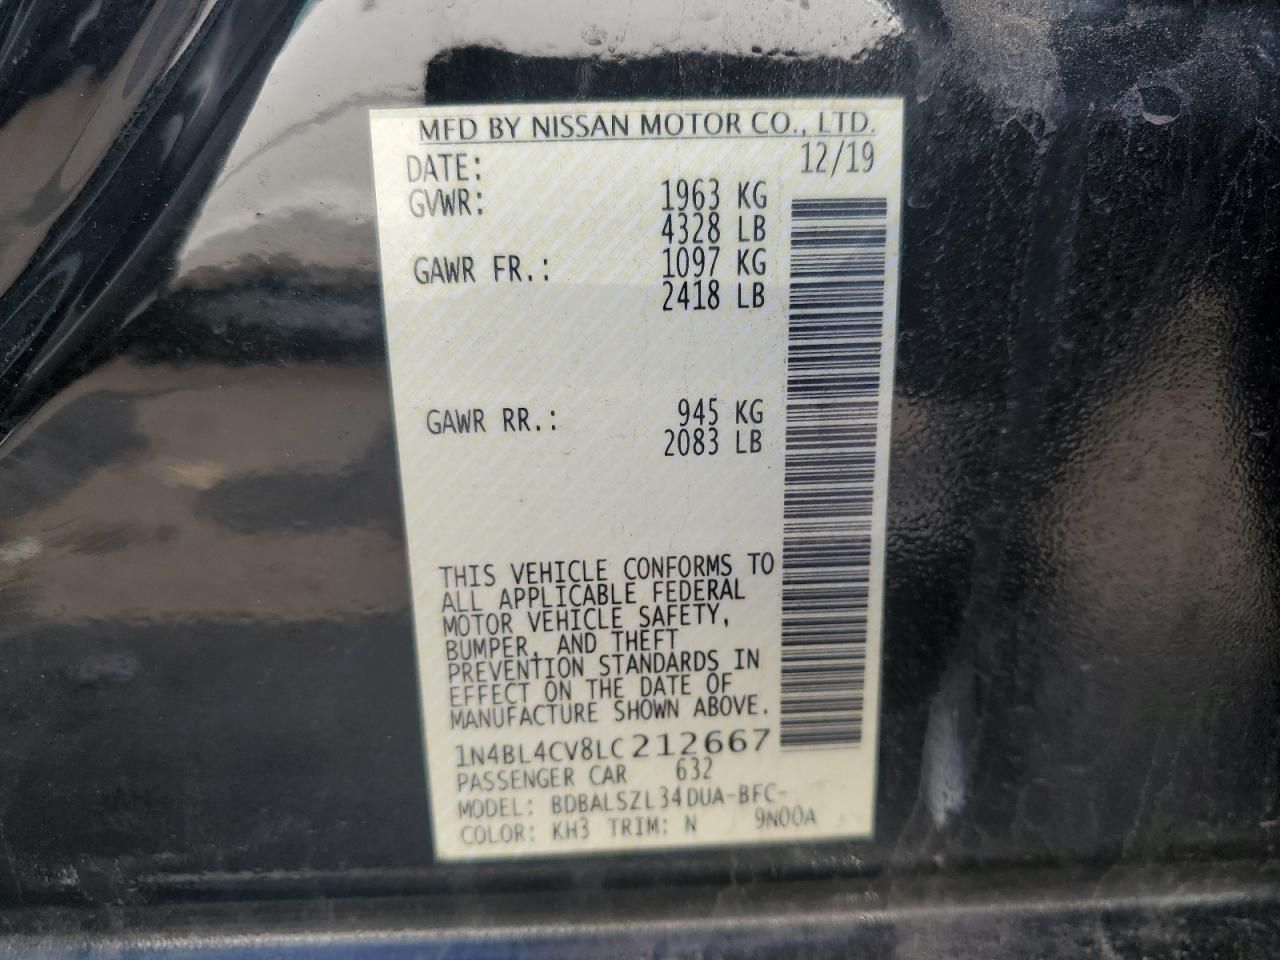 MFD BY NISSAN MOTOR CO., LTD.
DATE: 12/19
GVWR: 1963 KG
4328 LB
GAWR FR.: 1097 KG
2418 LB
GAWR RR.: 945 KG
2083 LB
THIS VEHICLE CONFORMS TO
ALL APPLICABLE FEDERAL
MOTOR VEHICLE SAFETY,
BUMPER, AND THEFT
PREVENTION STANDARDS IN
EFFECT ON THE DATE OF
MANUFACTURE SHOWN ABOVE.
1N4BL4CV8LC212667
PASSENGER CAR 632
MODEL: BDBALSZL34DUA-BFC-
COLOR: KH3 TRIM: N 9N00A